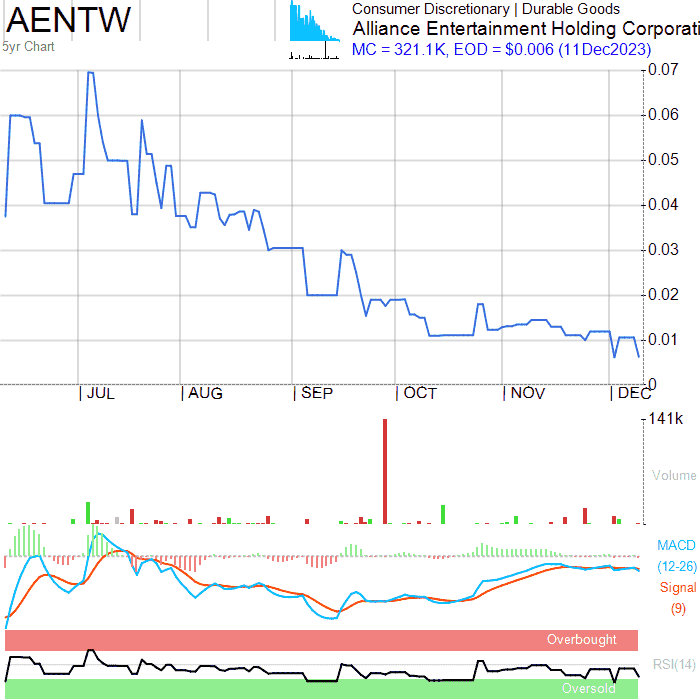 AENTW
5yr Chart
Consumer Discretionary | Durable Goods
Alliance Entertainment Holding Corporati
MC = 321.1K, EOD = $0.006 (11Dec2023)
0.07
0.06
0.05
0.04
0.03
0.02
0.01
0
| JUL | AUG | SEP | OCT | NOV | DEC
141k
Volume
MACD
(12-26)
Signal
(9)
Overbought
RSI(14)
Oversold